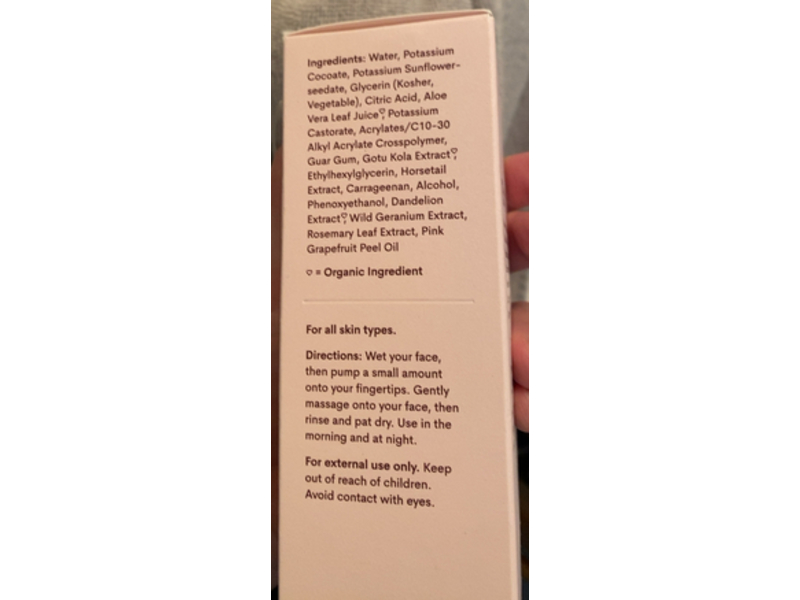 Ingredients: Water, Potassium
Cocoate, Potassium Sunflower-
seedate, Glycerin (Kosher,
Vegetable), Citric Acid, Aloe
Vera Leaf Juice♡, Potassium
Castorate, Acrylates/C10-30
Alkyl Acrylate Crosspolymer,
Guar Gum, Gotu Kola Extract♡,
Ethylhexylglycerin, Horsetail
Extract, Carrageenan, Alcohol,
Phenoxyethanol, Dandelion
Extract♡, Wild Geranium Extract,
Rosemary Leaf Extract, Pink
Grapefruit Peel Oil
♡ = Organic Ingredient
For all skin types.
Directions: Wet your face,
then pump a small amount
onto your fingertips. Gently
massage onto your face, then
rinse and pat dry. Use in the
morning and at night.
For external use only. Keep
out of reach of children.
Avoid contact with eyes.